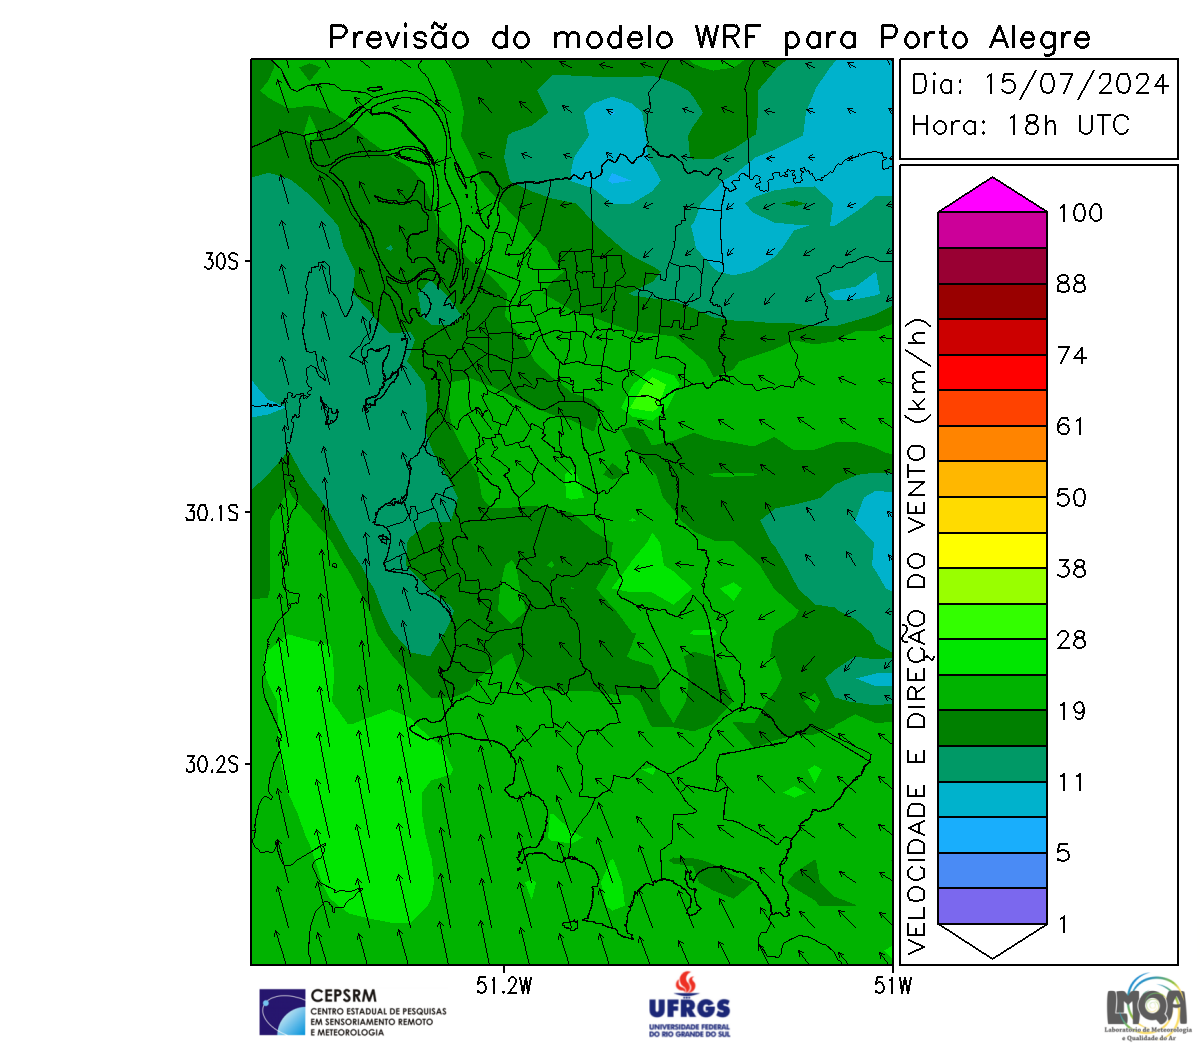 Previsão do modelo WRF para Porto Alegre
Dia: 15/07/2024
Hora: 18h UTC
100
88
74
61
50
38
28
19
11
5
1
VELOCIDADE E DIREÇÃO DO VENTO (km/h)
30S
30.1S
30.2S
51.2W
51W
CEPSRM
CENTRO ESTADUAL DE PESQUISAS
EM SENSORIAMENTO REMOTO
E METEOROLOGIA
UFRGS
UNIVERSIDADE FEDERAL
DO RIO GRANDE DO SUL
LMQA
Laboratório de Meteorologia
e Qualidade do Ar